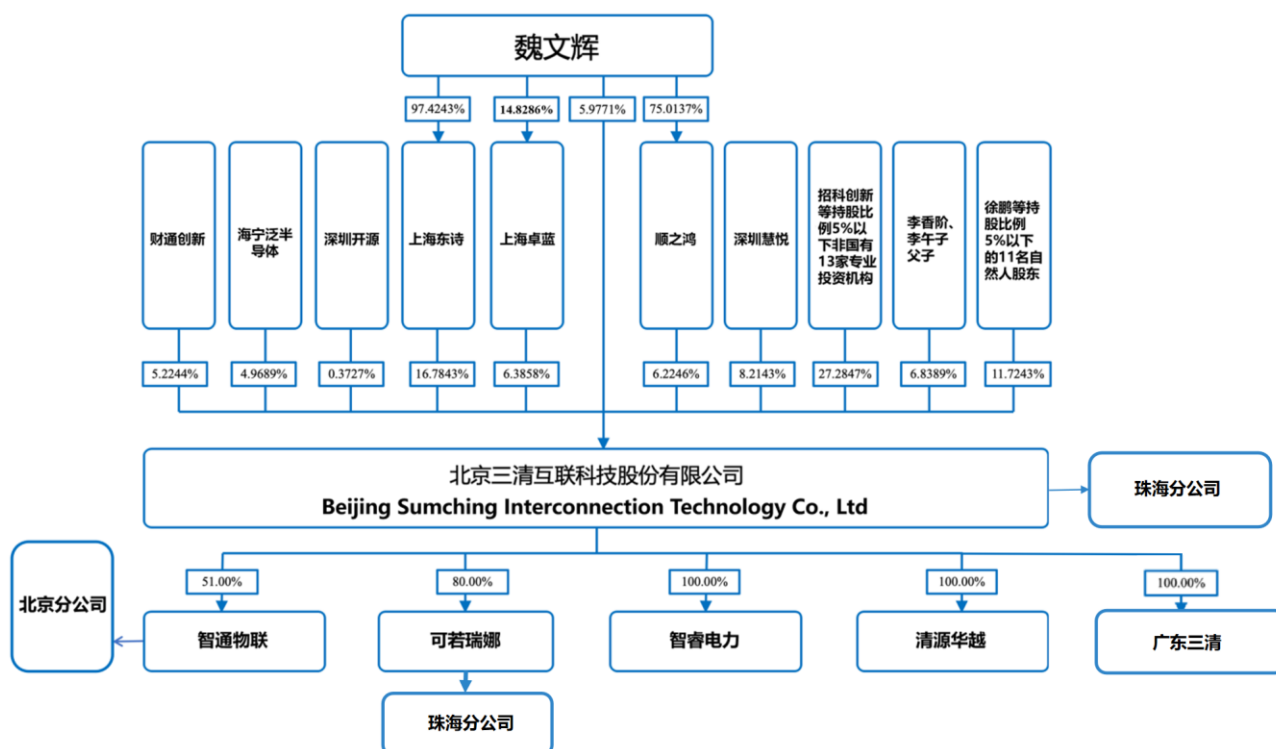 魏文辉
97.4243%
14.8286%
5.9771%
75.0137%
财通创新
海宁泛半
导体
深圳开源
上海东诗
上海卓蓝
顺之鸿
深圳慧悦
招科创新
等持股比
例5%以
下非国有
13家专业
投资机构
李香阶、
李午子
父子
徐鹏等持
股比例
5%以下
的11名自
然人股东
5.2244%
4.9689%
0.3727%
16.7843%
6.3858%
6.2246%
8.2143%
27.2847%
6.8389%
11.7243%
北京三清互联科技股份有限公司
Beijing Sumching Interconnection Technology Co., Ltd
珠海分公司
51.00%
80.00%
100.00%
100.00%
100.00%
北京分公司
智通物联
可若瑞娜
智睿电力
清源华越
广东三清
珠海分公司